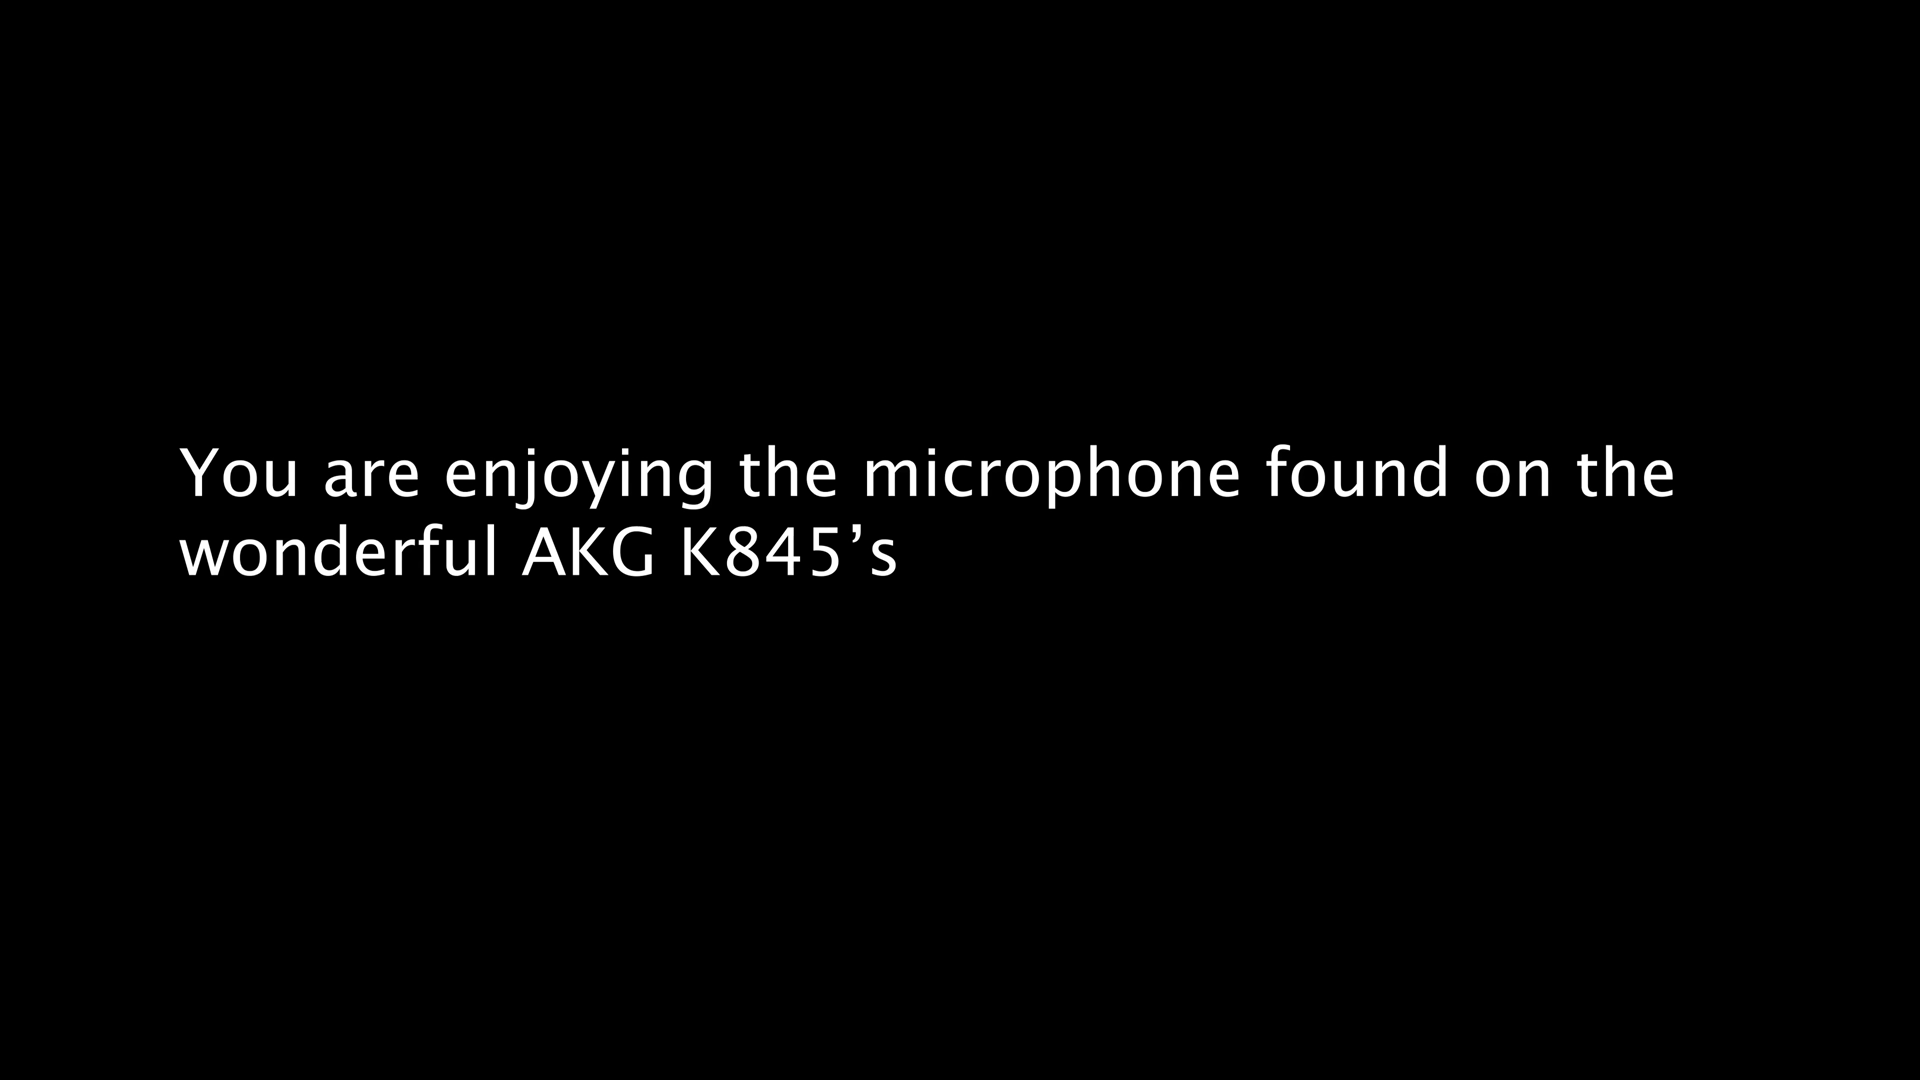 You are enjoying the microphone found on the
wonderful AKG K845’s